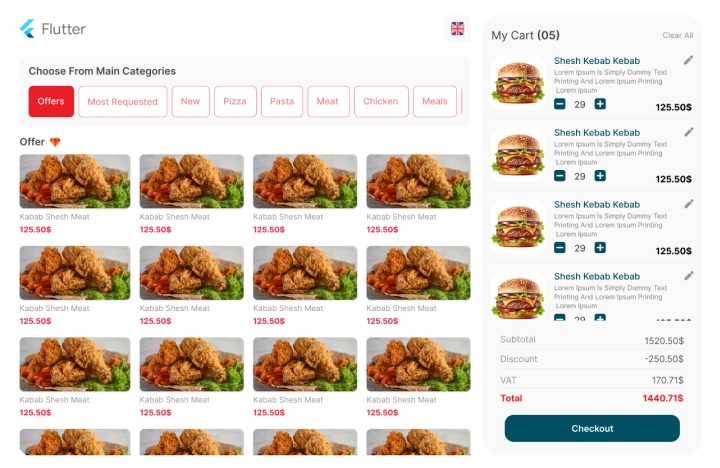 Flutter
Choose From Main Categories
Offers
Most Requested
New
Pizza
Pasta
Meat
Chicken
Meals
Offer
Kabab Shesh Meat
125.50$
Kabab Shesh Meat
125.50$
Kabab Shesh Meat
125.50$
Kabab Shesh Meat
125.50$
Kabab Shesh Meat
125.50$
Kabab Shesh Meat
125.50$
Kabab Shesh Meat
125.50$
Kabab Shesh Meat
125.50$
Kabab Shesh Meat
125.50$
Kabab Shesh Meat
125.50$
Kabab Shesh Meat
125.50$
Kabab Shesh Meat
125.50$
My Cart (05)
Clear All
Shesh Kebab Kebab
Lorem Ipsum Is Simply Dummy Text
Printing And Lorem Ipsum Printing
Lorem Ipsum
29
125.50$
Shesh Kebab Kebab
Lorem Ipsum Is Simply Dummy Text
Printing And Lorem Ipsum Printing
Lorem Ipsum
29
125.50$
Shesh Kebab Kebab
Lorem Ipsum Is Simply Dummy Text
Printing And Lorem Ipsum Printing
Lorem Ipsum
29
125.50$
Shesh Kebab Kebab
Lorem Ipsum Is Simply Dummy Text
Printing And Lorem Ipsum Printing
Lorem Ipsum
29
Subtotal
1520.50$
Discount
-250.50$
VAT
170.71$
Total
1440.71$
Checkout